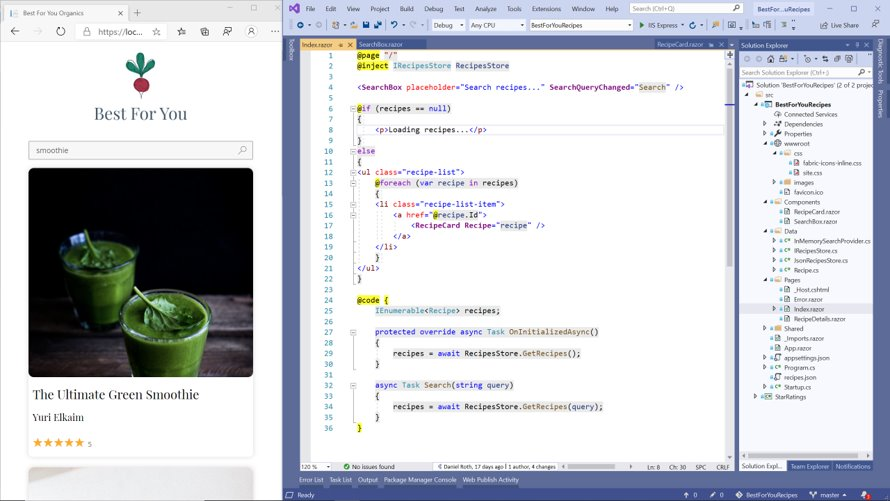 Best For You Organics
https://loc...
Best For You
smoothie
The Ultimate Green Smoothie
Yuri Elkaim
5
File Edit View Git Project Build Debug Test Analyze Tools Extensions Window Help
Search (Ctrl+Q)
BestFor...uRecipes
Debug Any CPU BestForYouRecipes IIS Express Live Share
Toolbox
Index.razor SearchBox.razor RecipeCard.razor
1 @page "/"
2 @inject IRecipesStore RecipesStore
3
4 <SearchBox placeholder="Search recipes..." SearchQueryChanged="Search" />
5
6 @if (recipes == null)
7 {
8 <p>Loading recipes...</p>
9 }
10 else
11 {
12 <ul class="recipe-list">
13 @foreach (var recipe in recipes)
14 {
15 <li class="recipe-list-item">
16 <a href="@recipe.Id">
17 <RecipeCard Recipe="recipe" />
18 </a>
19 </li>
20 }
21 </ul>
22 }
23
24 @code {
25 IEnumerable<Recipe> recipes;
26
27 protected override async Task OnInitializedAsync()
28 {
29 recipes = await RecipesStore.GetRecipes();
30 }
31
32 async Task Search(string query)
33 {
34 recipes = await RecipesStore.GetRecipes(query);
35 }
36 }
120 % No issues found Daniel Roth, 17 days ago | 1 author, 4 changes Ln: 8 Ch: 30 SPC CRLF
Error List Task List Output Package Manager Console Web Publish Activity
Ready 0 0 BestForYouRecipes master 2
Solution Explorer
Search Solution Explorer (Ctrl+;)
Solution 'BestForYouRecipes' (2 of 2 projects)
src
BestForYouRecipes
Connected Services
Dependencies
Properties
wwwroot
css
fabric-icons-inline.css
site.css
images
favicon.ico
Components
RecipeCard.razor
SearchBox.razor
Data
InMemorySearchProvider.cs
IRecipesStore.cs
JsonRecipesStore.cs
Recipe.cs
Pages
_Host.cshtml
Error.razor
Index.razor
RecipeDetails.razor
Shared
_Imports.razor
App.razor
appsettings.json
Program.cs
recipes.json
Startup.cs
StarRatings
Solution Expl... Team Explorer Notifications
Diagnostic Tools
Properties